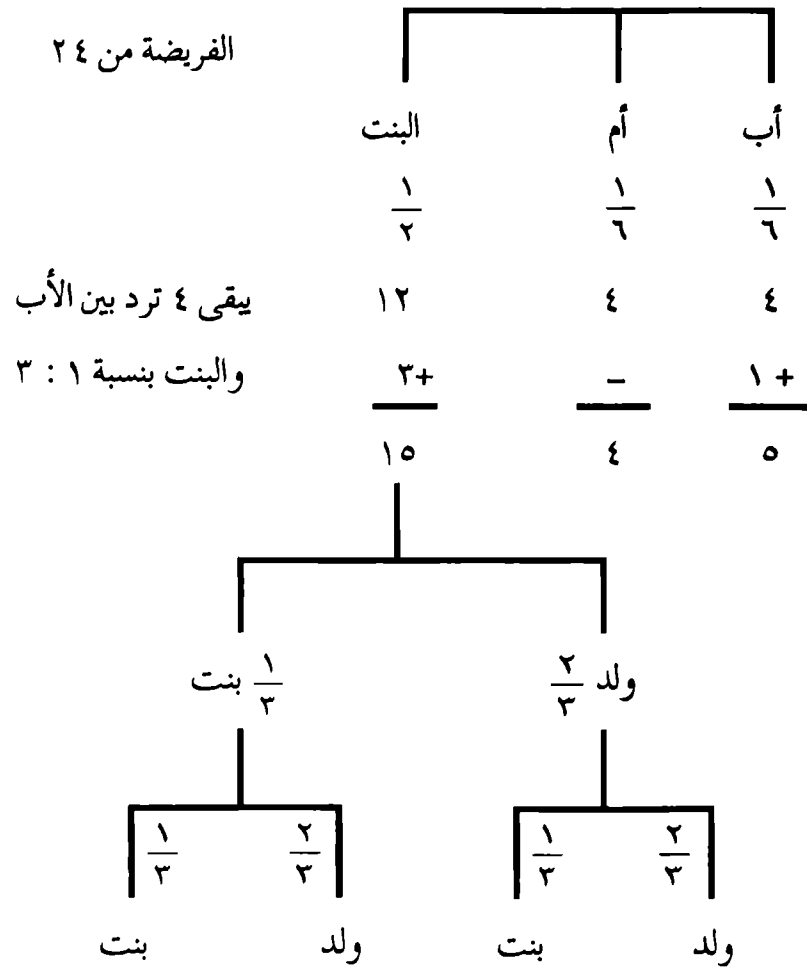 الفريضة من ٢٤
أب أم البنت
١/٦ ١/٦ ١/٢
٤ ٤ ١٢ يبقى ٤ ترد بين الأب
+ ١ – +٣ والبنت بنسبة ١ : ٣
٥ ٤ ١٥
ولد ٢/٣ ١/٣ بنت
٢/٣ ١/٣ ٢/٣ ١/٣
ولد بنت ولد بنت